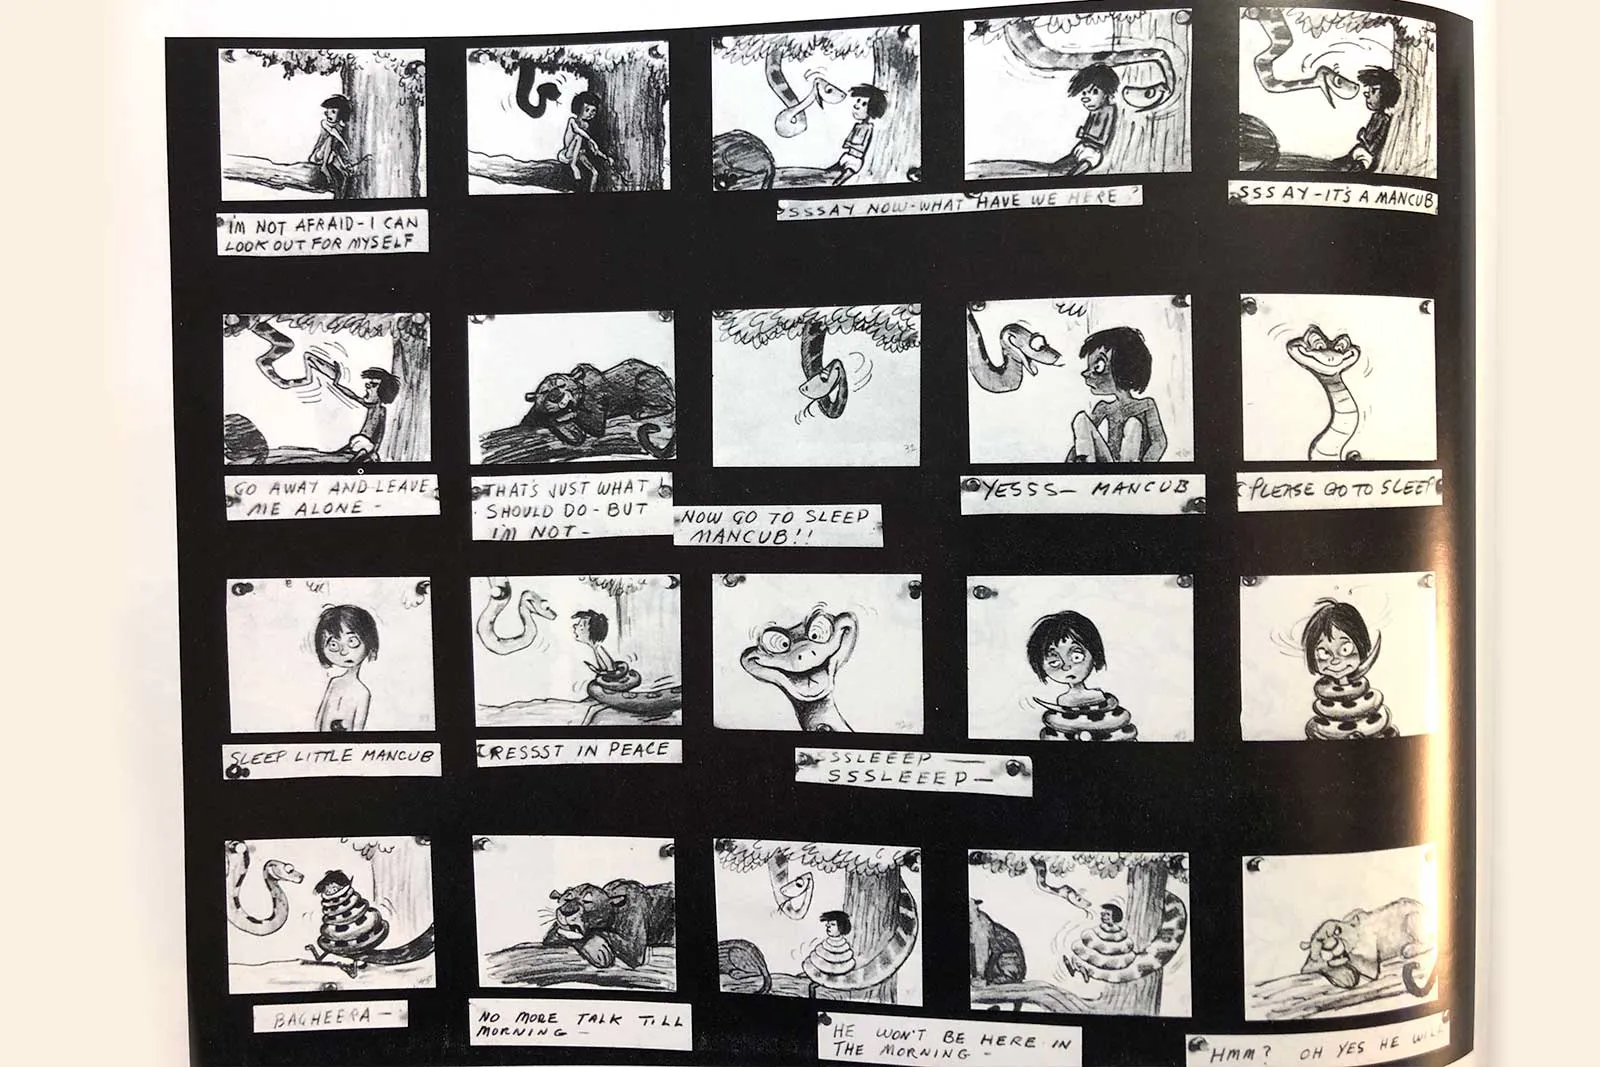 I'M NOT AFRAID - I CAN
LOOK OUT FOR MYSELF
SSSAY NOW - WHAT HAVE WE HERE?
SSSAY - IT'S A MANCUB
GO AWAY AND LEAVE
ME ALONE -
THAT'S JUST WHAT I
SHOULD DO - BUT
I'M NOT -
NOW GO TO SLEEP
MANCUB!!
YESSS - MANCUB
PLEASE GO TO SLEEP
SLEEP LITTLE MANCUB
RESSST IN PEACE
SSSLEEEP -
SSSLEEEP -
BAGHEERA -
NO MORE TALK TILL
MORNING -
HE WON'T BE HERE IN
THE MORNING -
HMM? OH YES HE WILL